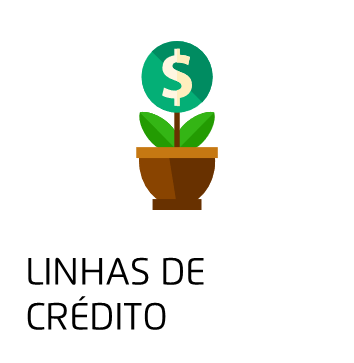 $
LINHAS DE
CRÉDITO